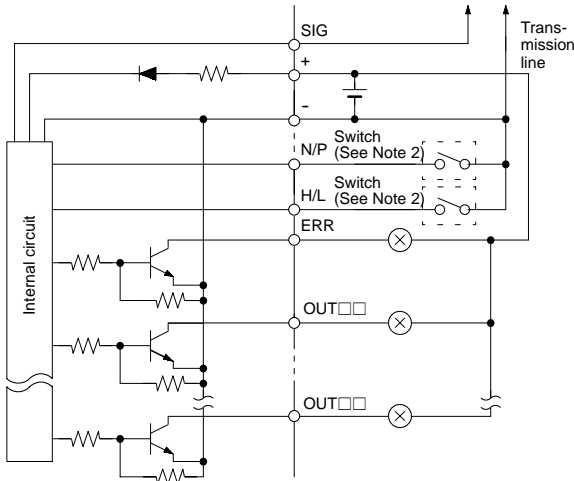 SIG
Trans-
mission
line
+
-
N/P
Switch
(See Note 2)
H/L
Switch
(See Note 2)
ERR
Internal circuit
OUT□□
OUT□□